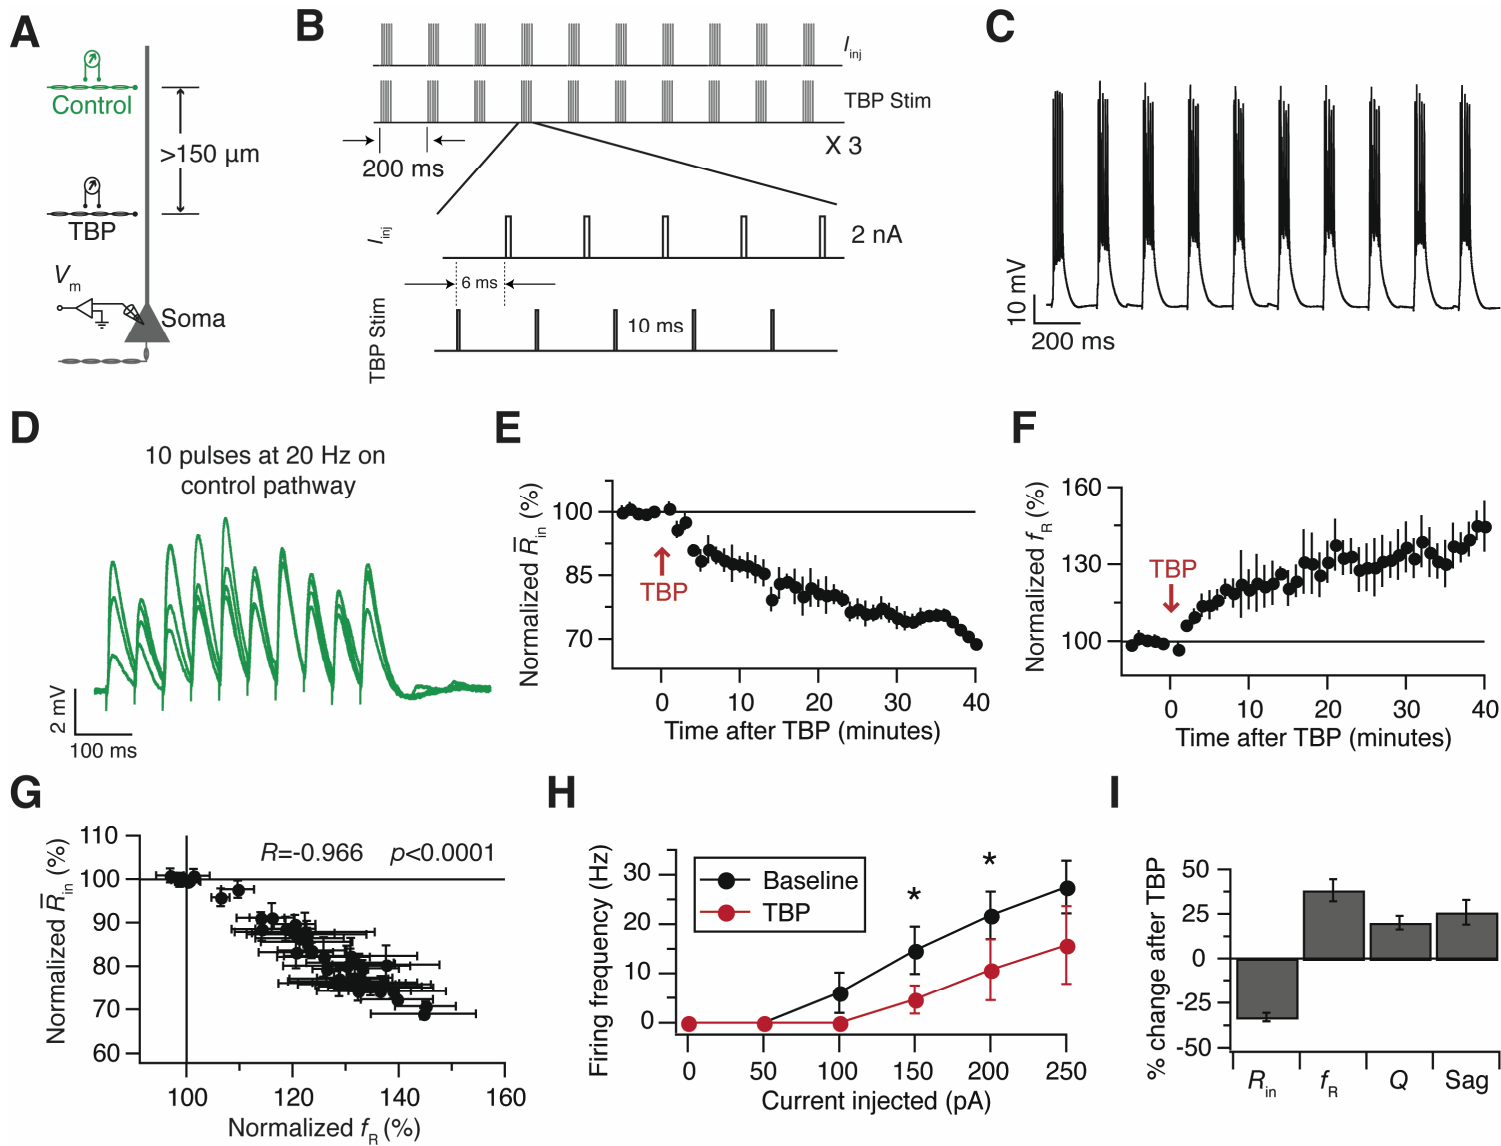 A
Control
>150 µm
TBP
Vm
Soma
B
Iinj
TBP Stim
X 3
200 ms
Iinj
2 nA
6 ms
TBP Stim
10 ms
C
10 mV
200 ms
D
10 pulses at 20 Hz on
control pathway
2 mV
100 ms
E
Normalized R̅in (%)
100
85
70
TBP
0 10 20 30 40
Time after TBP (minutes)
F
Normalized fR (%)
160
130
100
TBP
0 10 20 30 40
Time after TBP (minutes)
G
Normalized R̅in (%)
110
100
90
80
70
60
R=-0.966 p<0.0001
100 120 140 160
Normalized fR (%)
H
Firing frequency (Hz)
30
20
10
0
Baseline
TBP
*
*
0 50 100 150 200 250
Current injected (pA)
I
% change after TBP
50
25
0
-25
-50
Rin fR Q Sag